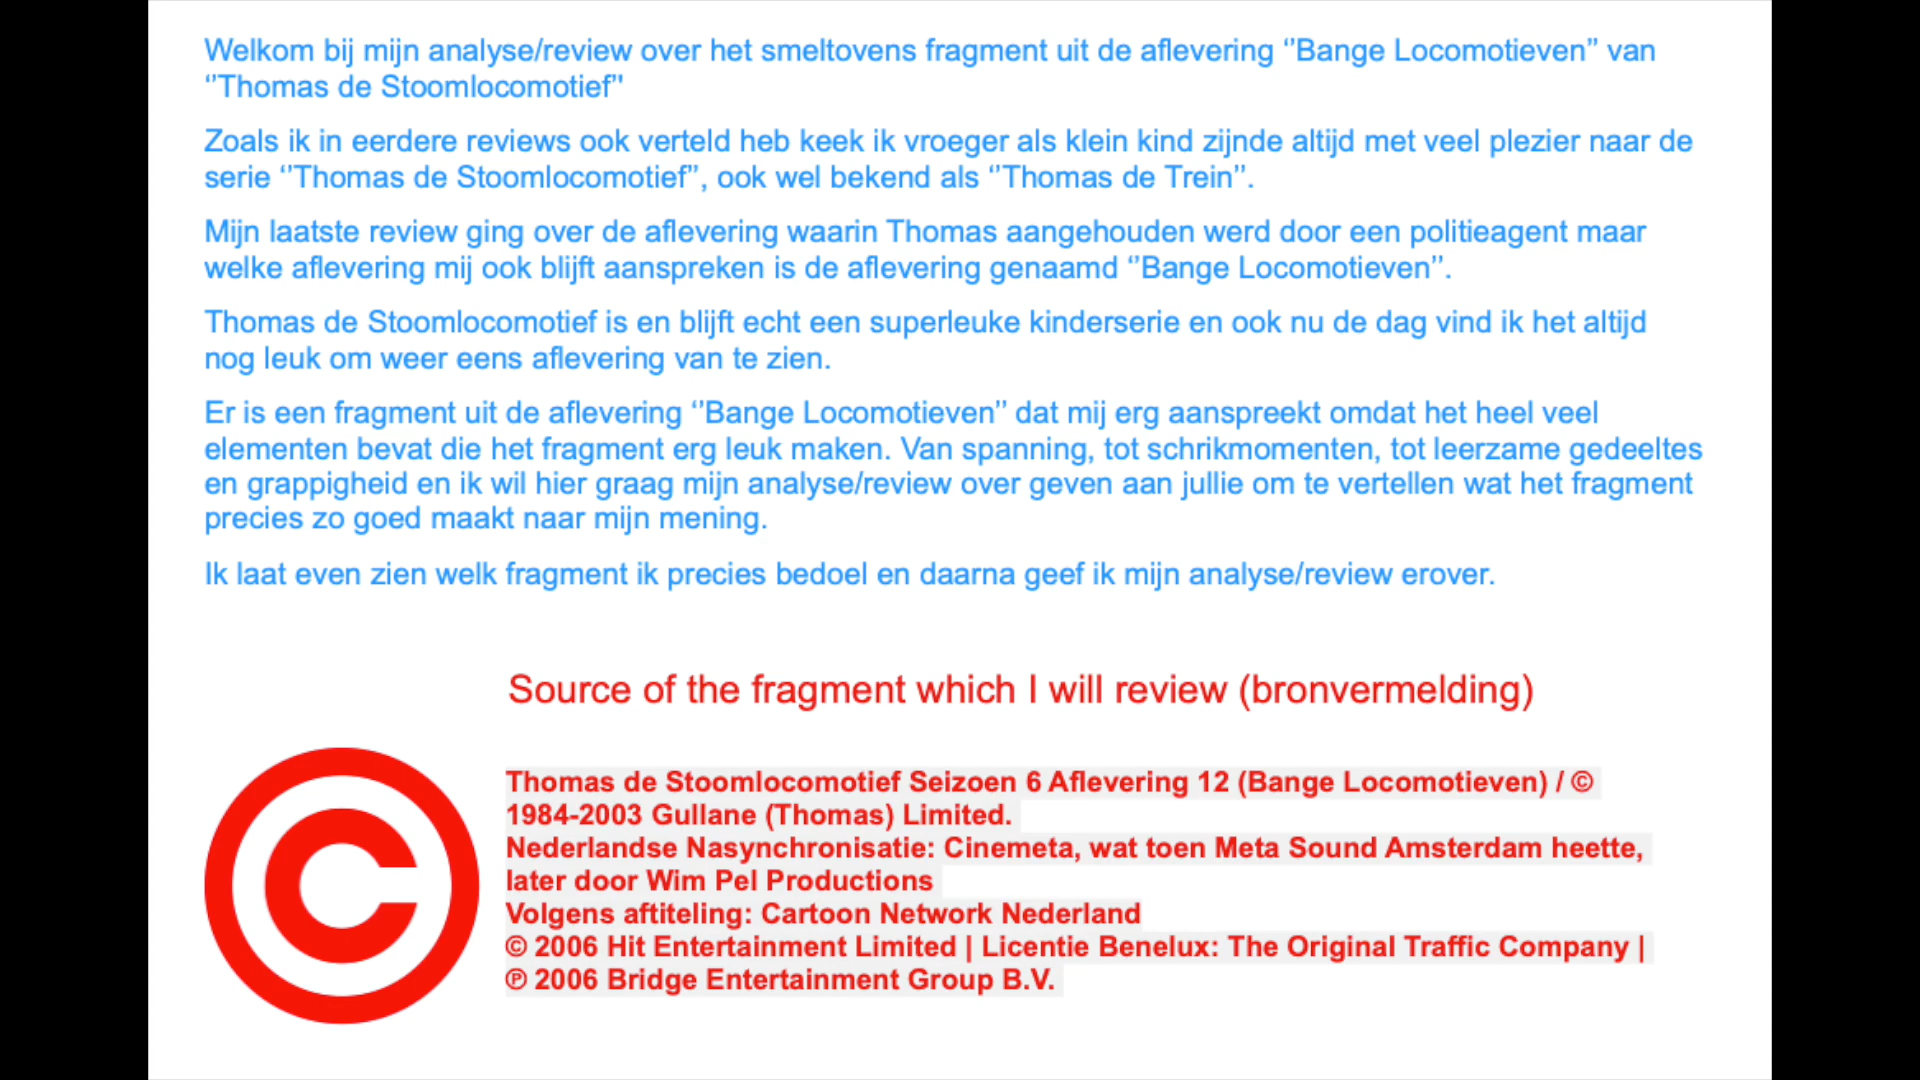 Welkom bij mijn analyse/review over het smeltovens fragment uit de aflevering ‘’Bange Locomotieven’’ van
‘’Thomas de Stoomlocomotief’’
Zoals ik in eerdere reviews ook verteld heb keek ik vroeger als klein kind zijnde altijd met veel plezier naar de
serie ‘’Thomas de Stoomlocomotief’’, ook wel bekend als ‘’Thomas de Trein’’.
Mijn laatste review ging over de aflevering waarin Thomas aangehouden werd door een politieagent maar
welke aflevering mij ook blijft aanspreken is de aflevering genaamd ‘’Bange Locomotieven’’.
Thomas de Stoomlocomotief is en blijft echt een superleuke kinderserie en ook nu de dag vind ik het altijd
nog leuk om weer eens aflevering van te zien.
Er is een fragment uit de aflevering ‘’Bange Locomotieven’’ dat mij erg aanspreekt omdat het heel veel
elementen bevat die het fragment erg leuk maken. Van spanning, tot schrikmomenten, tot leerzame gedeeltes
en grappigheid en ik wil hier graag mijn analyse/review over geven aan jullie om te vertellen wat het fragment
precies zo goed maakt naar mijn mening.
Ik laat even zien welk fragment ik precies bedoel en daarna geef ik mijn analyse/review erover.
Source of the fragment which I will review (bronvermelding)
©
Thomas de Stoomlocomotief Seizoen 6 Aflevering 12 (Bange Locomotieven) / ©
1984-2003 Gullane (Thomas) Limited.
Nederlandse Nasynchronisatie: Cinemeta, wat toen Meta Sound Amsterdam heette,
later door Wim Pel Productions
Volgens aftiteling: Cartoon Network Nederland
© 2006 Hit Entertainment Limited | Licentie Benelux: The Original Traffic Company |
℗ 2006 Bridge Entertainment Group B.V.